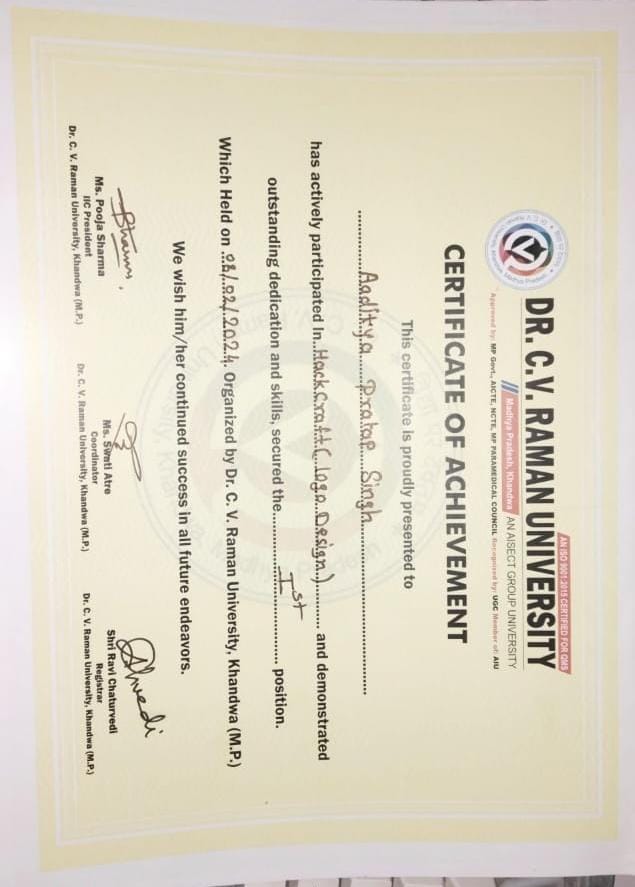 AN ISO 9001:2015 CERTIFIED FOR QMS
DR. C.V. RAMAN UNIVERSITY
Madhya Pradesh, Khandwa AN AISECT GROUP UNIVERSITY
Approved by: MP Govt., AICTE, NCTE, MP PARAMEDICAL COUNCIL Recognised by: UGC Member of: AIU
CERTIFICATE OF ACHIEVEMENT
This certificate is proudly presented to
Aaditya Pratap Singh
has actively participated In HackCraft (Logo Design) and demonstrated
outstanding dedication and skills, secured the Ist position.
Which Held on 08/02/2024. Organized by Dr. C. V. Raman University, Khandwa (M.P.)
We wish him/her continued success in all future endeavors.
Ms. Pooja Sharma
IIC President
Dr. C. V. Raman University, Khandwa (M.P.)
Ms. Swati Atre
Coordinator
Dr. C. V. Raman University, Khandwa (M.P.)
Shri Ravi Chaturvedi
Registrar
Dr. C. V. Raman University, Khandwa (M.P.)